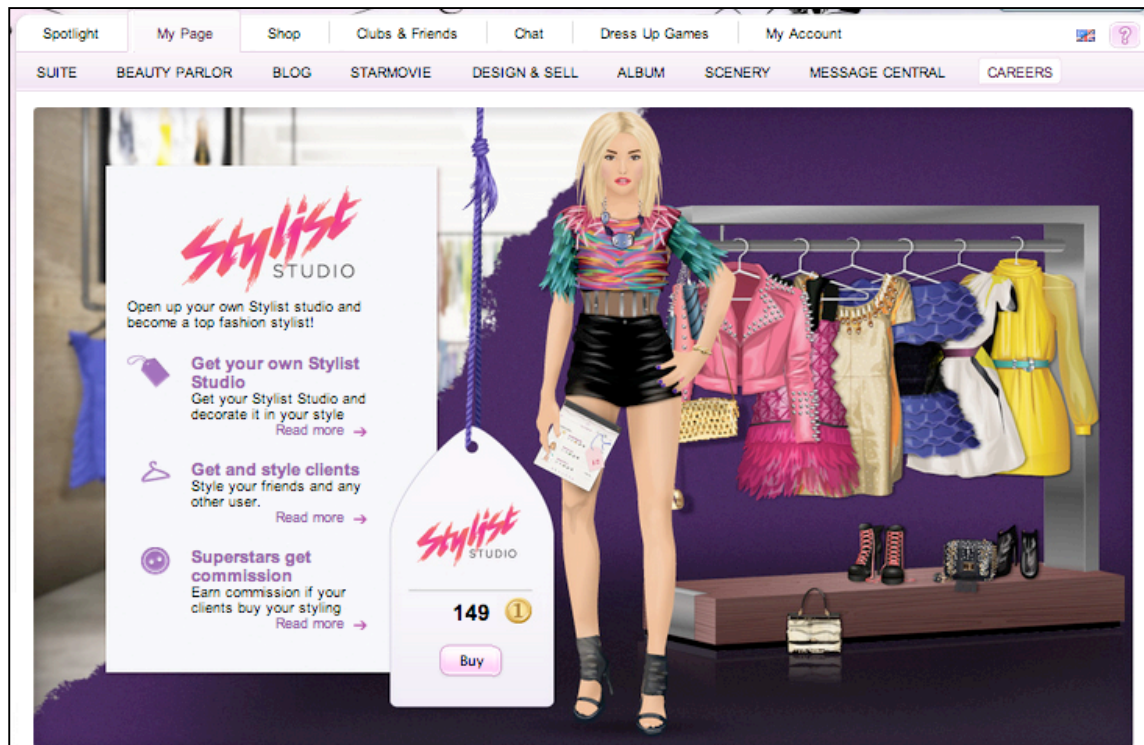 Spotlight My Page Shop Clubs & Friends Chat Dress Up Games My Account ?
SUITE BEAUTY PARLOR BLOG STARMOVIE DESIGN & SELL ALBUM SCENERY MESSAGE CENTRAL CAREERS
Stylist
STUDIO
Open up your own Stylist studio and
become a top fashion stylist!
Get your own Stylist
Studio
Get your Stylist Studio and
decorate it in your style
Read more →
Get and style clients
Style your friends and any
other user.
Read more →
Superstars get
commission
Earn commission if your
clients buy your styling
Read more →
Stylist
STUDIO
149 1
Buy